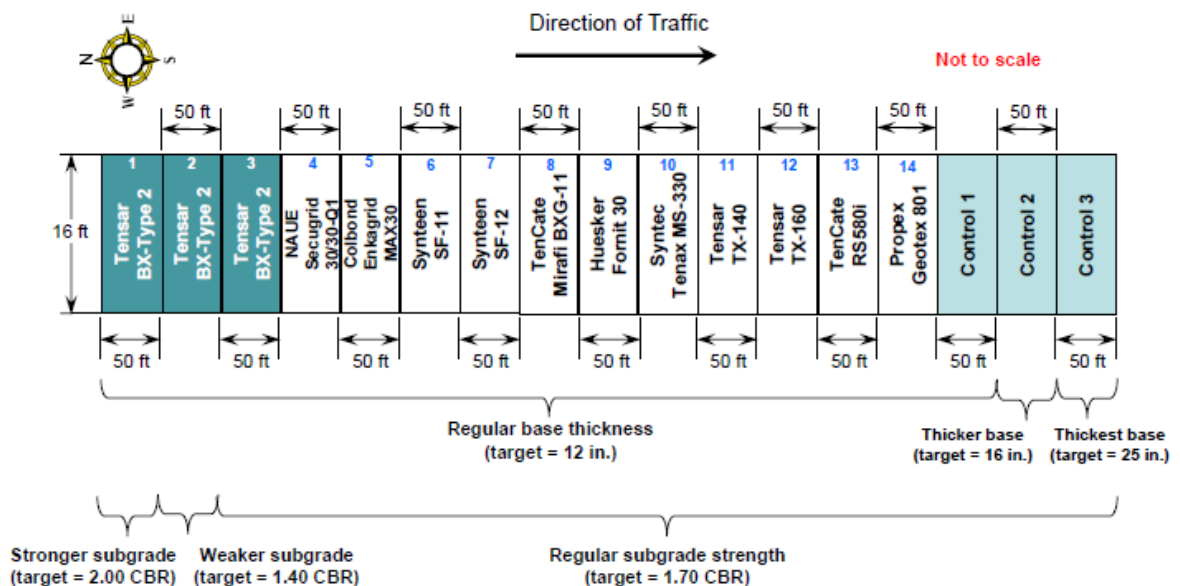 Direction of Traffic
E
N
S
W
Not to scale
50 ft
50 ft
50 ft
50 ft
50 ft
50 ft
50 ft
50 ft
16 ft
1
Tensar
BX-Type 2
2
Tensar
BX-Type 2
3
Tensar
BX-Type 2
4
NAUE
Secugrid
30/30-Q1
5
Colbond
Enkagrid
MAX30
6
Synteen
SF-11
7
Synteen
SF-12
8
TenCate
Mirafi BXG-11
9
Huesker
Fornit 30
10
Syntec
Tenax MS-330
11
Tensar
TX-140
12
Tensar
TX-160
13
TenCate
RS580i
14
Propex
Geotex 801
Control 1
Control 2
Control 3
50 ft
50 ft
50 ft
50 ft
50 ft
50 ft
50 ft
50 ft
50 ft
Regular base thickness
(target = 12 in.)
Thicker base
(target = 16 in.)
Thickest base
(target = 25 in.)
Stronger subgrade
(target = 2.00 CBR)
Weaker subgrade
(target = 1.40 CBR)
Regular subgrade strength
(target = 1.70 CBR)